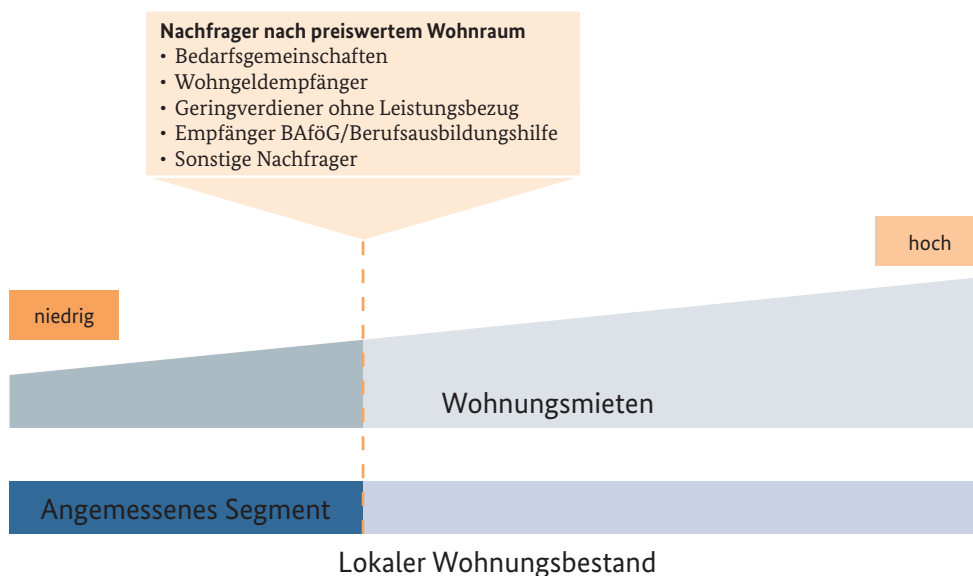 Nachfrager nach preiswertem Wohnraum
• Bedarfsgemeinschaften
• Wohngeldempfänger
• Geringverdiener ohne Leistungsbezug
• Empfänger BAföG/Berufsausbildungshilfe
• Sonstige Nachfrager
hoch
niedrig
Wohnungsmieten
Angemessenes Segment
Lokaler Wohnungsbestand